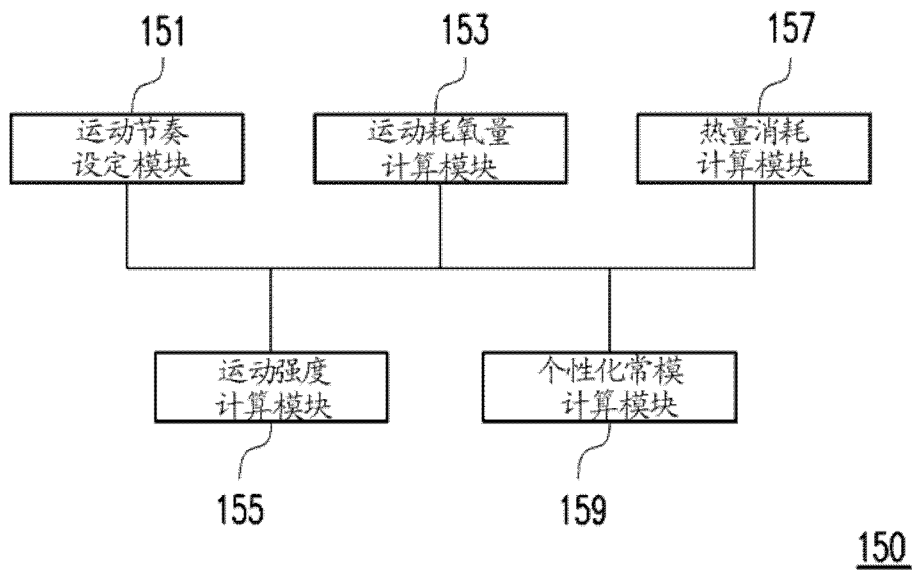 151
153
157
运动节奏
设定模块
运动耗氧量
计算模块
热量消耗
计算模块
运动强度
计算模块
个性化常模
计算模块
155
159
150